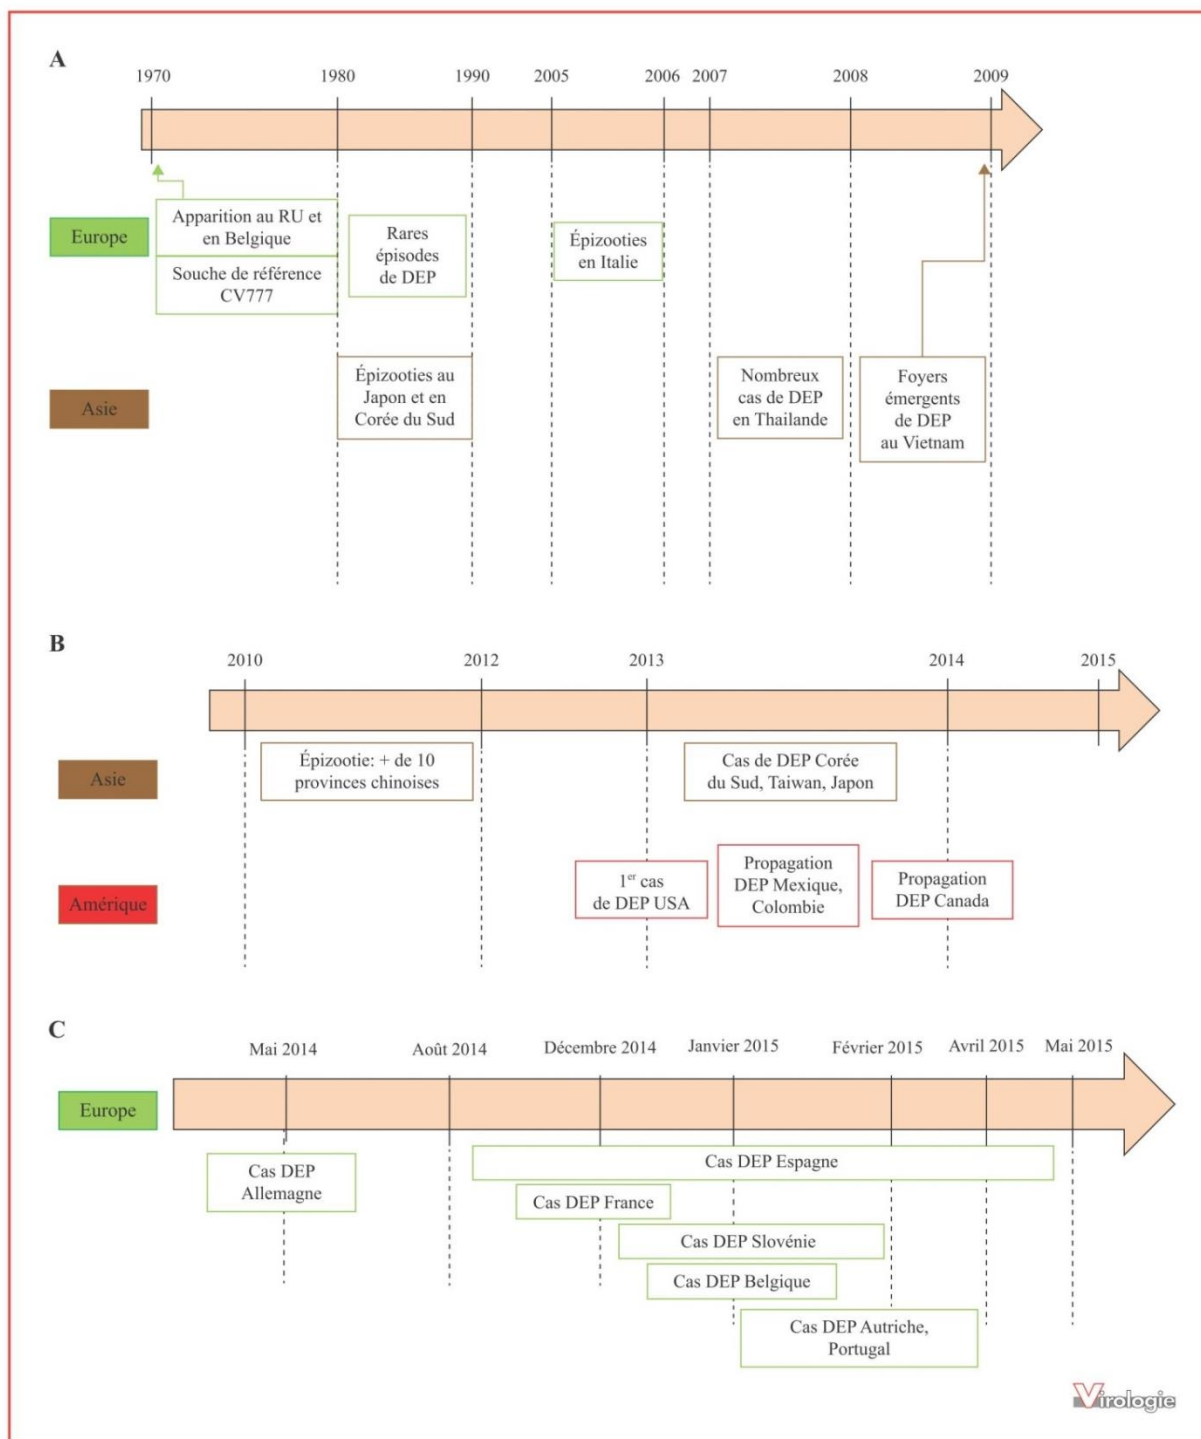 A
1970 1980 1990 2005 2006 2007 2008 2009
Europe
Apparition au RU et
en Belgique
Souche de référence
CV777
Rares
épisodes
de DEP
Épizooties
en Italie
Asie
Épizooties au
Japon et en
Corée du Sud
Nombreux
cas de DEP
en Thailande
Foyers
émergents
de DEP
au Vietnam
B
2010 2012 2013 2014 2015
Asie
Épizootie: + de 10
provinces chinoises
Cas de DEP Corée
du Sud, Taiwan, Japon
Amérique
1er cas
de DEP USA
Propagation
DEP Mexique,
Colombie
Propagation
DEP Canada
C
Mai 2014 Août 2014 Décembre 2014 Janvier 2015 Février 2015 Avril 2015 Mai 2015
Europe
Cas DEP
Allemagne
Cas DEP Espagne
Cas DEP France
Cas DEP Slovénie
Cas DEP Belgique
Cas DEP Autriche,
Portugal
Virologie